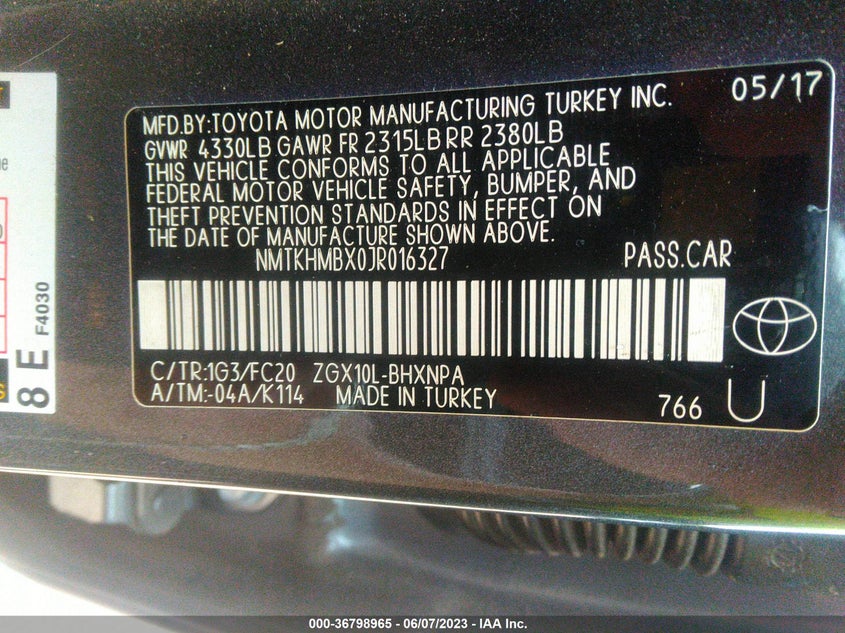 05/17
MFD.BY:TOYOTA MOTOR MANUFACTURING TURKEY INC.
GVWR 4330LB GAWR FR 2315LB RR 2380LB
THIS VEHICLE CONFORMS TO ALL APPLICABLE
FEDERAL MOTOR VEHICLE SAFETY, BUMPER, AND
THEFT PREVENTION STANDARDS IN EFFECT ON
THE DATE OF MANUFACTURE SHOWN ABOVE.
NMTKHMBX0JR016327 PASS.CAR
C/TR:1G3/FC20 ZGX10L-BHXNPA
A/TM:-04A/K114 MADE IN TURKEY
766 U
8 E
F4030
000-36798965 - 06/07/2023 - IAA Inc.